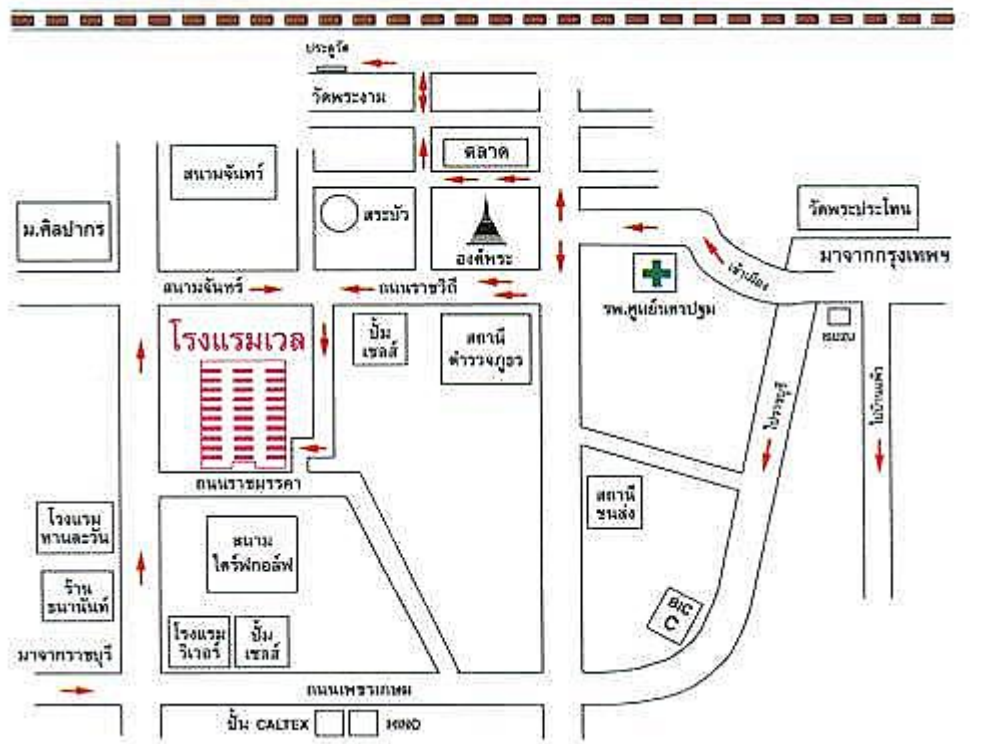 ประตูวัด
วัดพระงาม
ตลาด
สนามจันทร์
สระบัว
องค์พระ
วัดพระประโทน
ม.ศิลปากร
มาจากกรุงเทพฯ
เข้าเมือง
สนามจันทร์
ถนนราชวิถี
รพ.ศูนย์นครปฐม
โรงแรมเวล
ปั๊ม
เชลล์
สถานี
ตำรวจภูธร
ISUZU
ไปราชบุรี
ไปบ้านแพ้ว
ถนนราชมรรคา
สถานี
ขนส่ง
โรงแรม
ทานตะวัน
สนาม
ไดร์ฟกอล์ฟ
ร้าน
ธนานันท์
BIG
C
โรงแรม
ริเวอร์
ปั๊ม
เชลล์
มาจากราชบุรี
ถนนเพชรเกษม
ปั๊ม CALTEX
HINO